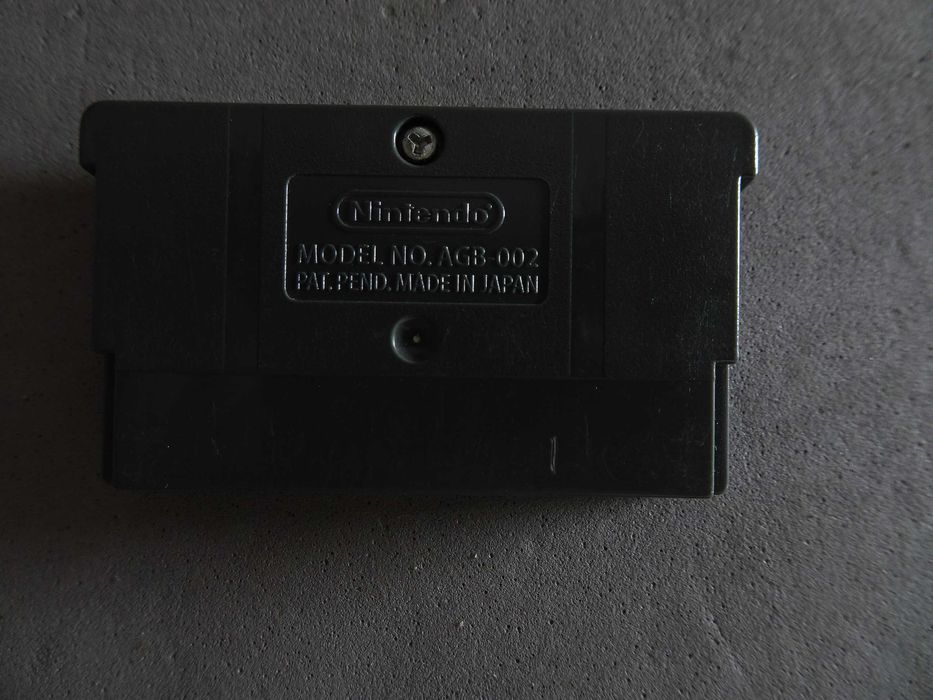 Nintendo
MODEL NO. AGB-002
PAT. PEND. MADE IN JAPAN